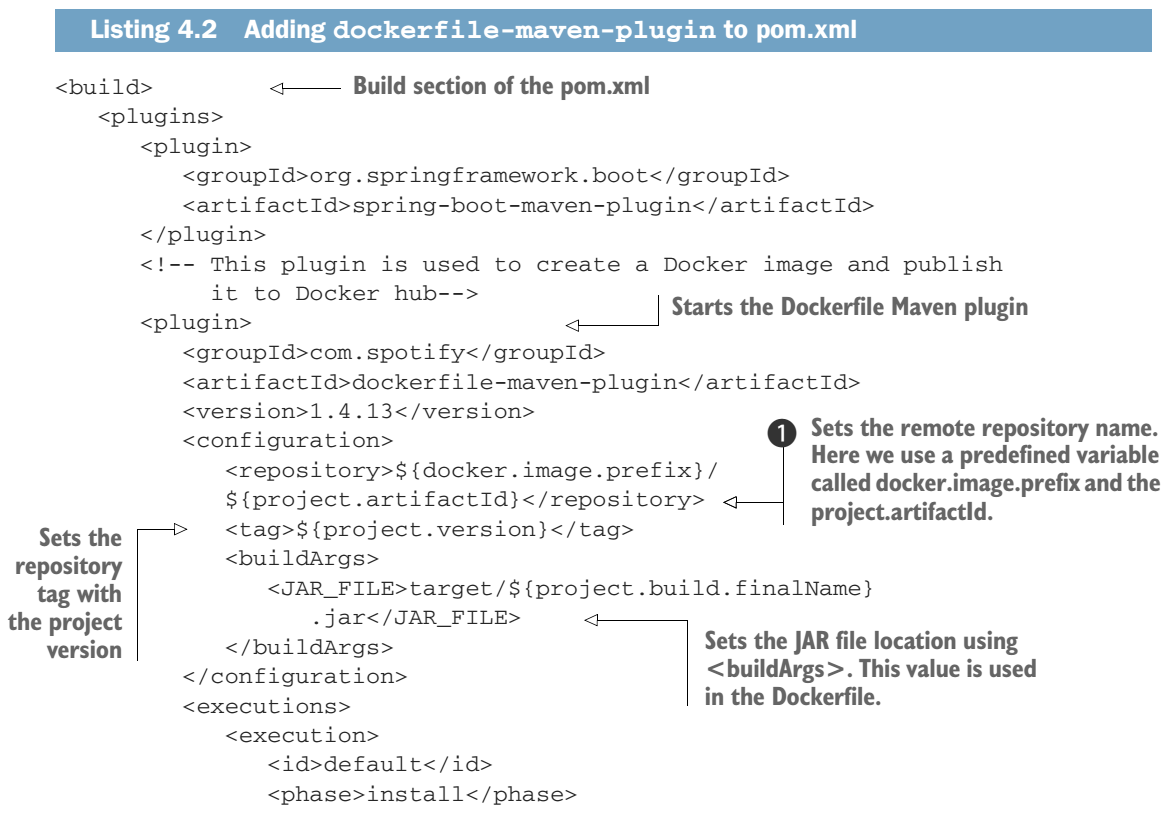 Listing 4.2 Adding dockerfile-maven-plugin to pom.xml
<build>
Build section of the pom.xml
<plugins>
<plugin>
<groupId>org.springframework.boot</groupId>
<artifactId>spring-boot-maven-plugin</artifactId>
</plugin>
<!-- This plugin is used to create a Docker image and publish
it to Docker hub-->
<plugin>
Starts the Dockerfile Maven plugin
<groupId>com.spotify</groupId>
<artifactId>dockerfile-maven-plugin</artifactId>
<version>1.4.13</version>
<configuration>
<repository>${docker.image.prefix}/
${project.artifactId}</repository>
1 Sets the remote repository name.
Here we use a predefined variable
called docker.image.prefix and the
project.artifactId.
<tag>${project.version}</tag>
Sets the
repository
tag with
the project
version
<buildArgs>
<JAR_FILE>target/${project.build.finalName}
.jar</JAR_FILE>
Sets the JAR file location using
<buildArgs>. This value is used
in the Dockerfile.
</buildArgs>
</configuration>
<executions>
<execution>
<id>default</id>
<phase>install</phase>